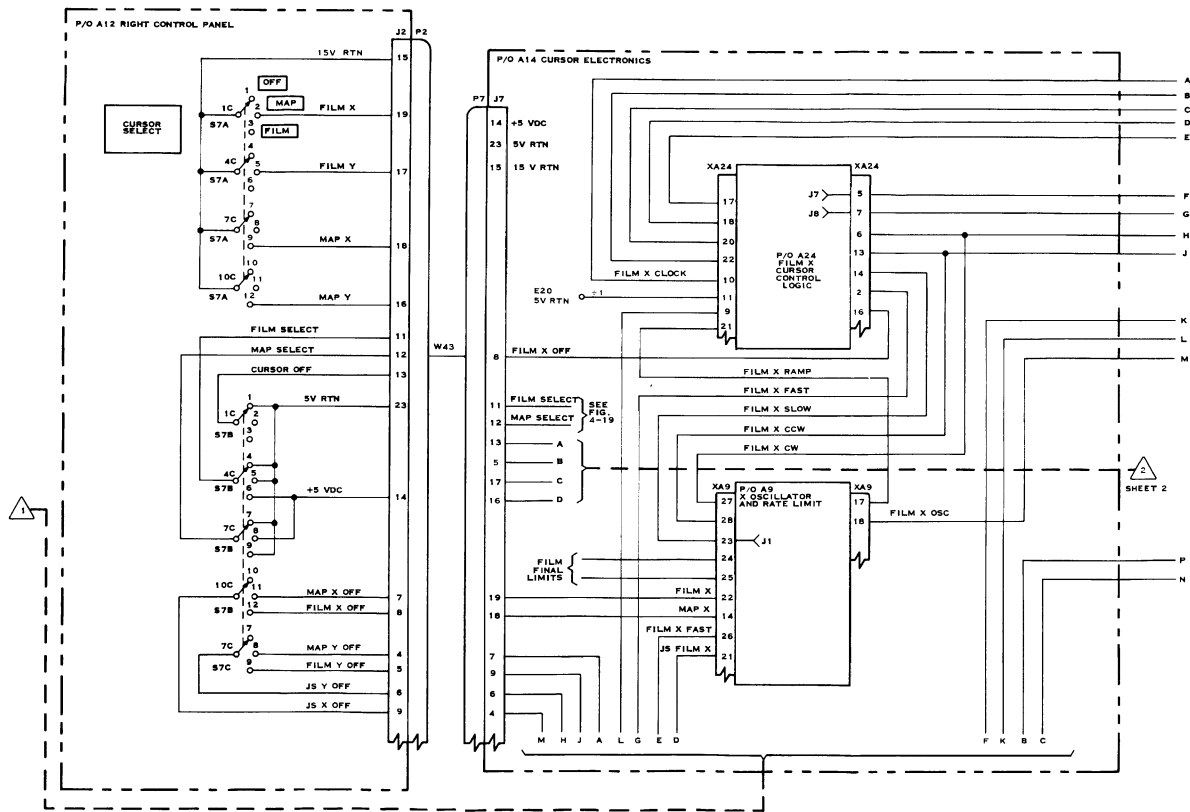 P/O A12 RIGHT CONTROL PANEL
J2 P2
15V RTN
15
OFF
MAP
FILM
CURSOR
SELECT
1
1C
2
3
S7A
FILM X
19
4
4C
5
6
S7A
FILM Y
17
7
7C
8
9
S7A
MAP X
18
10
10C
11
12
S7A
MAP Y
16
FILM SELECT
11
MAP SELECT
12
CURSOR OFF
13
1
1C
2
3
S7B
5V RTN
23
4
4C
5
6
S7B
+5 VDC
14
7
7C
8
9
S7B
10
10C
11
12
S7B
MAP X OFF
7
FILM X OFF
8
7
7C
8
9
S7C
MAP Y OFF
4
FILM Y OFF
5
JS Y OFF
6
JS X OFF
9
1
W43
P/O A14 CURSOR ELECTRONICS
P7 J7
14 +5 VDC
23 5V RTN
15 15 V RTN
8 FILM X OFF
11 FILM SELECT
12 MAP SELECT
SEE
FIG.
4-19
13 A
5 B
17 C
16 D
19 FILM X
18 MAP X
7
9
6
4
XA24 XA24
17
18
20
22
10
11
9
21
FILM X CLOCK
E20
5V RTN
÷1
J7
J8
P/O A24
FILM X
CURSOR
CONTROL
LOGIC
5
7
6
13
14
2
16
FILM X RAMP
FILM X FAST
FILM X SLOW
FILM X CCW
FILM X CW
XA9 P/O A9 XA9
X OSCILLATOR
AND RATE LIMIT
27
28
23
J1
24
25
22
14
26
21
17
18
FILM X OSC
FILM
FINAL
LIMITS
FILM X FAST
JS FILM X
M H J A L G E D
F K B C
A
B
C
D
E
F
G
H
J
K
L
M
2
SHEET 2
P
N